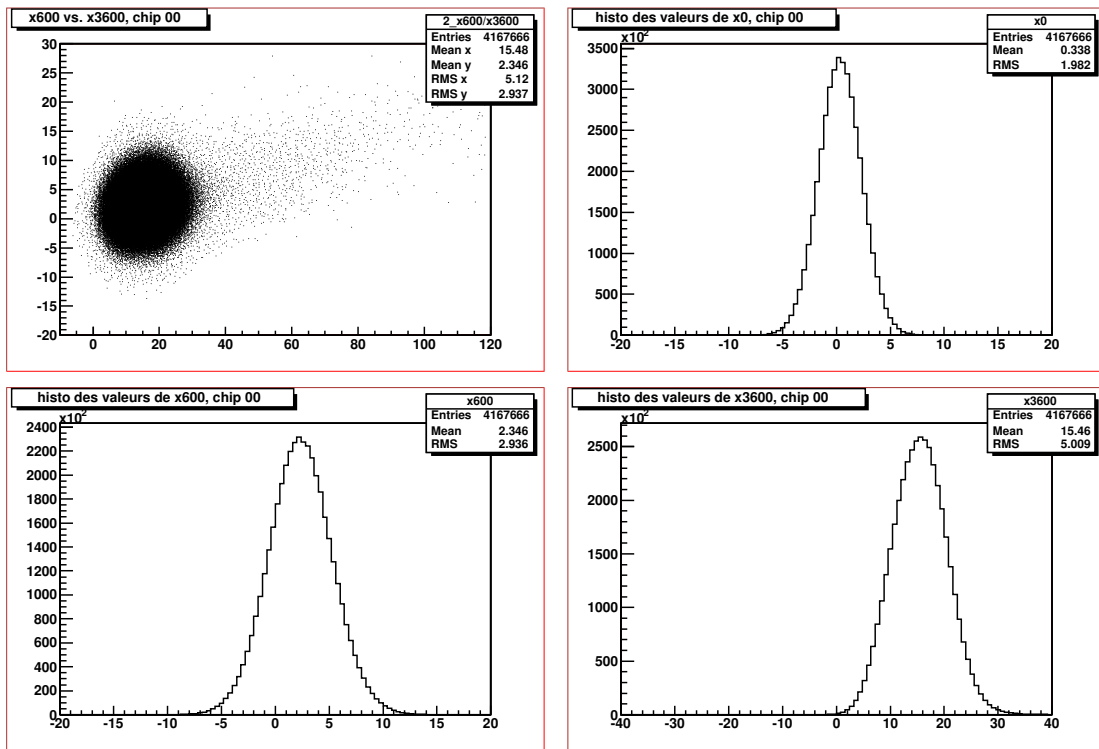 x600 vs. x3600, chip 00
2_x600/x3600
Entries 4167666
Mean x 15.48
Mean y 2.346
RMS x 5.12
RMS y 2.937
30
25
20
15
10
5
0
-5
-10
-15
-20
0 20 40 60 80 100 120
histo des valeurs de x0, chip 00
x0
Entries 4167666
Mean 0.338
RMS 1.982
x10²
3500
3000
2500
2000
1500
1000
500
0
-20 -15 -10 -5 0 5 10 15 20
histo des valeurs de x600, chip 00
x600
Entries 4167666
Mean 2.346
RMS 2.936
x10²
2400
2200
2000
1800
1600
1400
1200
1000
800
600
400
200
0
-20 -15 -10 -5 0 5 10 15 20
histo des valeurs de x3600, chip 00
x3600
Entries 4167666
Mean 15.46
RMS 5.009
x10²
2500
2000
1500
1000
500
0
-40 -30 -20 -10 0 10 20 30 40